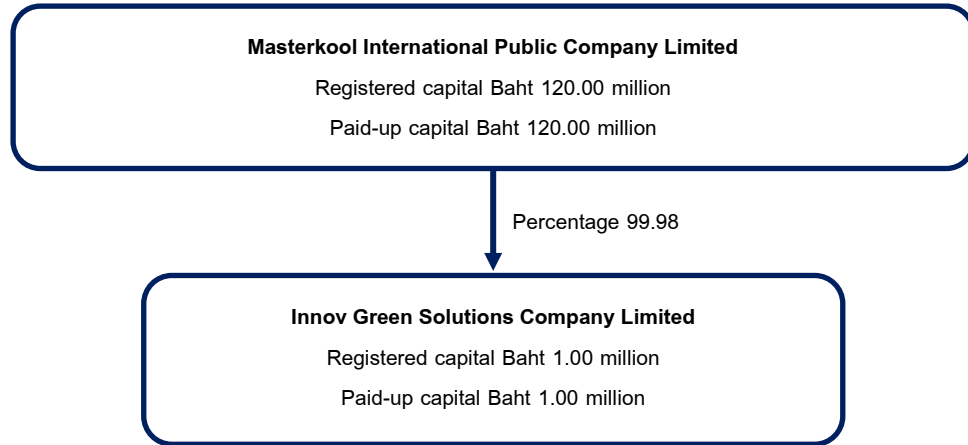 Masterkool International Public Company Limited
Registered capital Baht 120.00 million
Paid-up capital Baht 120.00 million
Percentage 99.98
Innov Green Solutions Company Limited
Registered capital Baht 1.00 million
Paid-up capital Baht 1.00 million